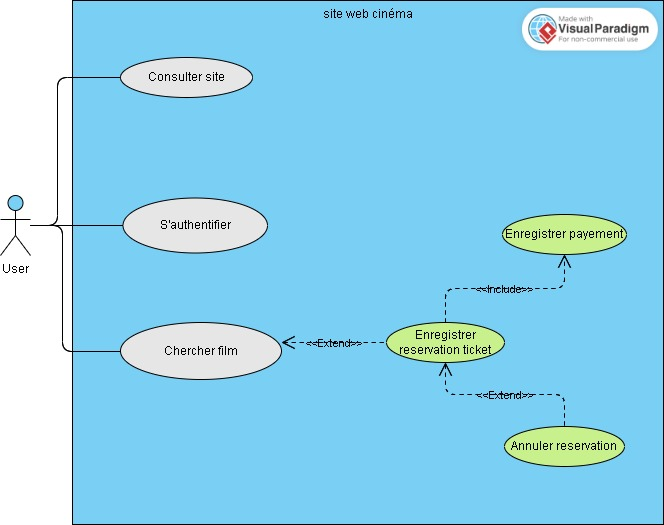 site web cinéma
Made with
Visual Paradigm
For non-commercial use
Consulter site
S'authentifier
Enregistrer payement
User
<<Include>>
Chercher film
<<Extend>>
Enregistrer
reservation ticket
<<Extend>>
Annuler reservation